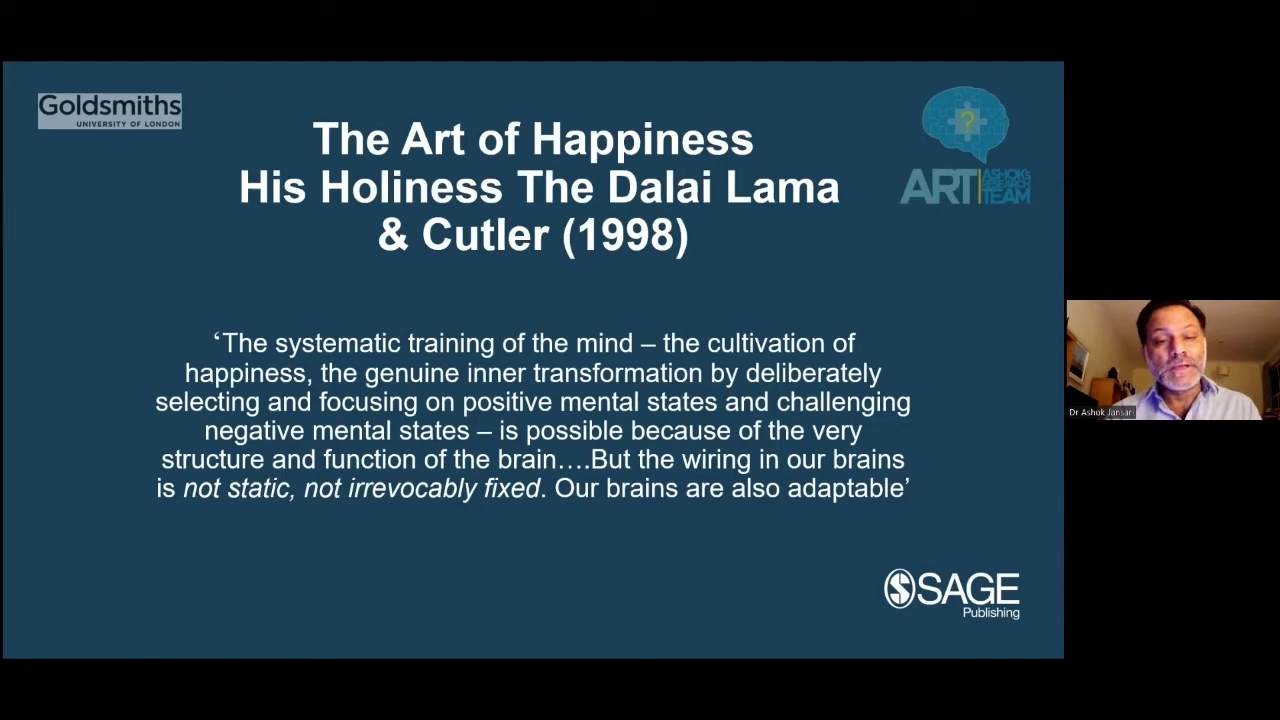 Goldsmiths
UNIVERSITY OF LONDON
The Art of Happiness
His Holiness The Dalai Lama
& Cutler (1998)
?
ART
ASHOK'S
RESEARCH
TEAM
‘The systematic training of the mind – the cultivation of
happiness, the genuine inner transformation by deliberately
selecting and focusing on positive mental states and challenging
negative mental states – is possible because of the very
structure and function of the brain….But the wiring in our brains
is not static, not irrevocably fixed. Our brains are also adaptable’
SAGE
Publishing
Dr Ashok Jansari